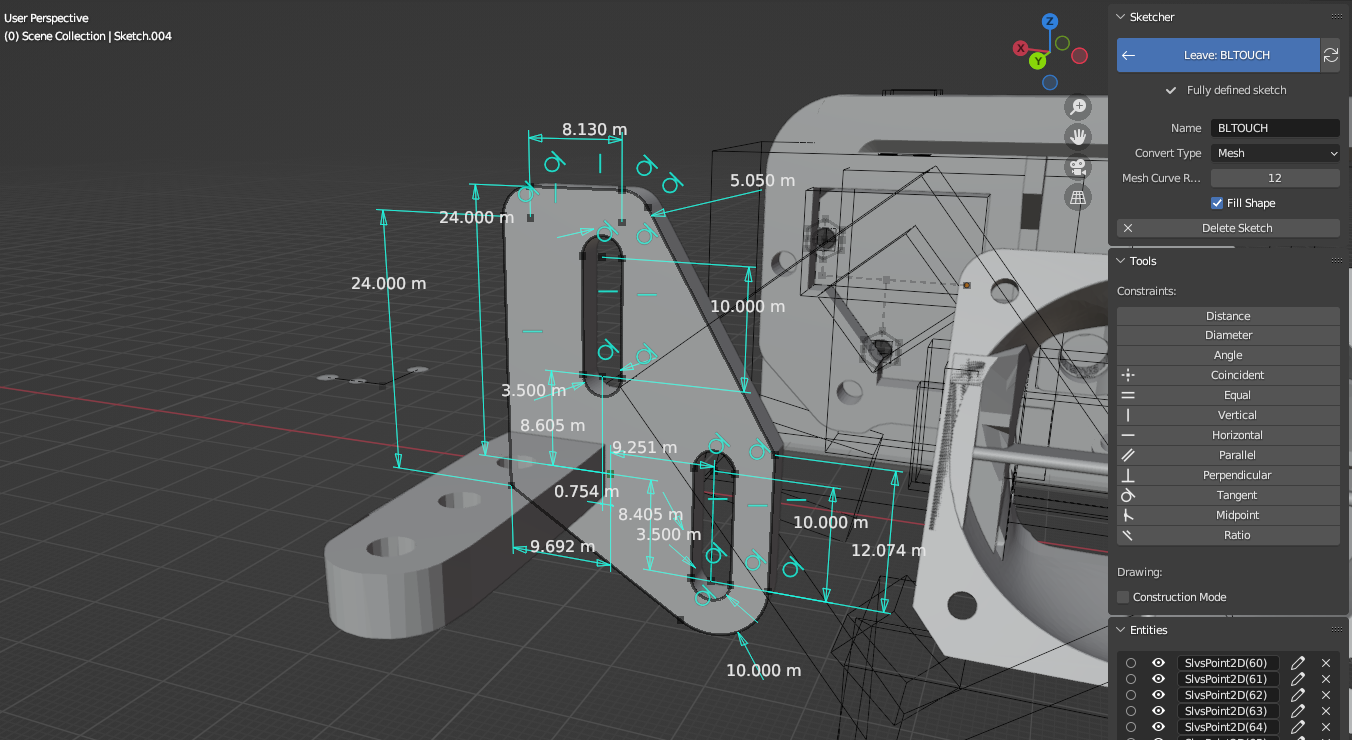 User Perspective
(0) Scene Collection | Sketch.004
8.130 m
5.050 m
24.000 m
24.000 m
10.000 m
3.500 m
8.605 m
9.251 m
0.754 m
8.405 m
3.500 m
10.000 m
9.692 m
12.074 m
10.000 m
Z
X
Y
Sketcher
Leave: BLTOUCH
Fully defined sketch
Name
BLTOUCH
Convert Type
Mesh
Mesh Curve R...
12
Fill Shape
Delete Sketch
Tools
Constraints:
Distance
Diameter
Angle
Coincident
Equal
Vertical
Horizontal
Parallel
Perpendicular
Tangent
Midpoint
Ratio
Drawing:
Construction Mode
Entities
SlvsPoint2D(60)
SlvsPoint2D(61)
SlvsPoint2D(62)
SlvsPoint2D(63)
SlvsPoint2D(64)